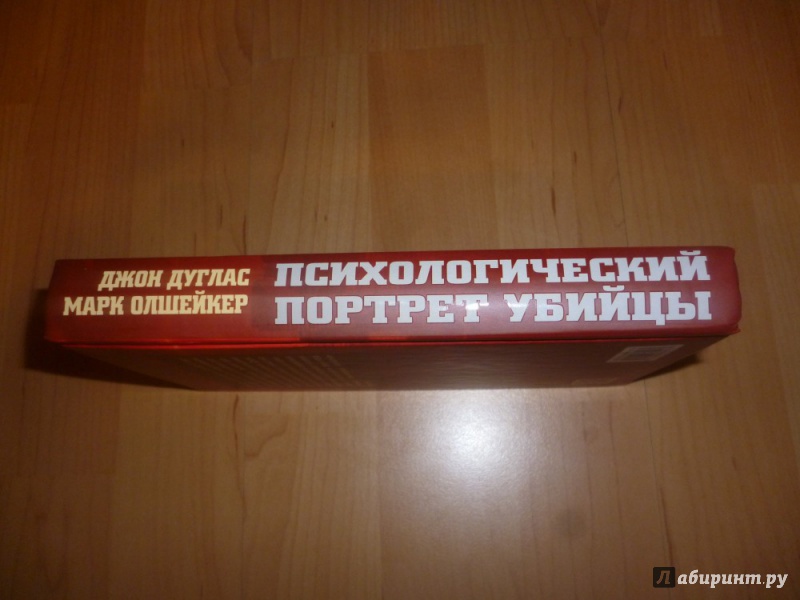 ДЖОН ДУГЛАС
МАРК ОЛШЕЙКЕР
ПСИХОЛОГИЧЕСКИЙ
ПОРТРЕТ УБИЙЦЫ
Лабиринт.ру